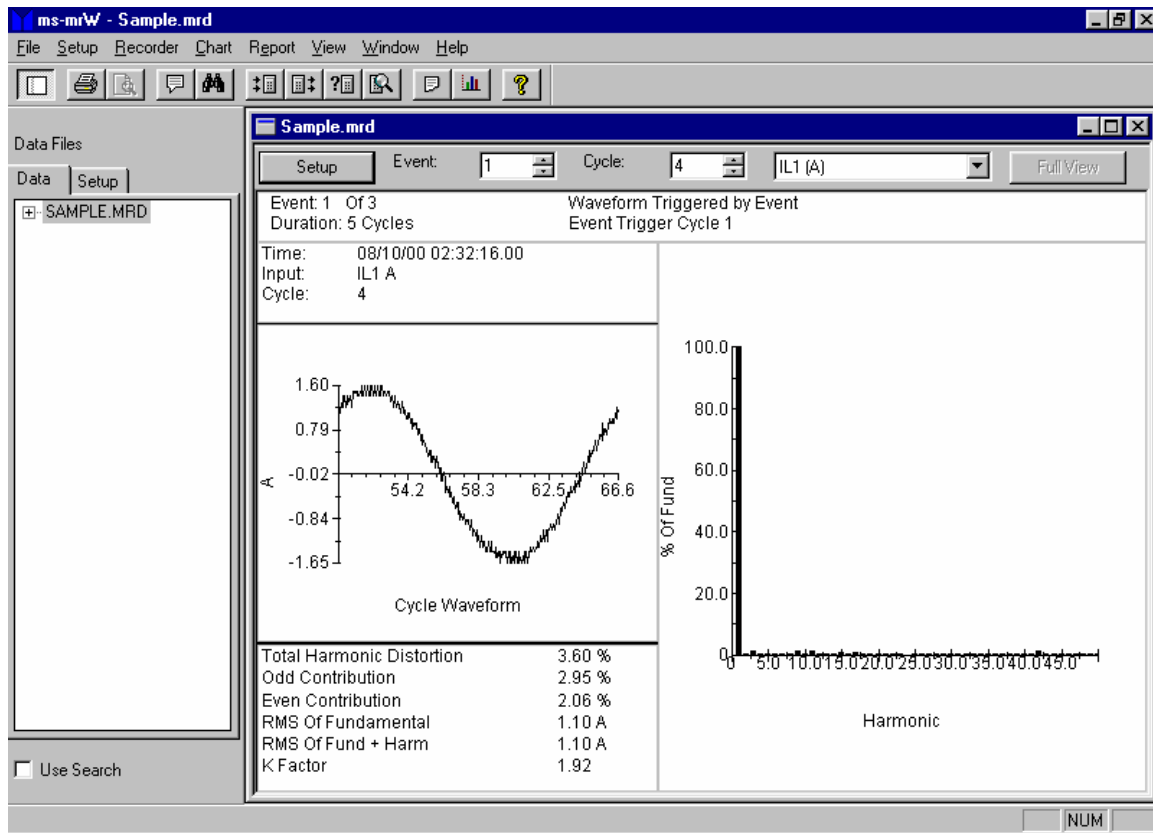 ms-mrW - Sample.mrd
File Setup Recorder Chart Report View Window Help
Data Files
Data Setup
SAMPLE.MRD
Use Search
Sample.mrd
Setup Event: 1 Cycle: 4 IL1 (A) Full View
Event: 1 Of 3 Waveform Triggered by Event
Duration: 5 Cycles Event Trigger Cycle 1
Time: 08/10/00 02:32:16.00
Input: IL1 A
Cycle: 4
1.60
0.79
-0.02
-0.84
-1.65
A
54.2 58.3 62.5 66.6
Cycle Waveform
Total Harmonic Distortion 3.60 %
Odd Contribution 2.95 %
Even Contribution 2.06 %
RMS Of Fundamental 1.10 A
RMS Of Fund + Harm 1.10 A
K Factor 1.92
100.0
80.0
60.0
40.0
20.0
0
% Of Fund
0 5.0 10.0 15.0 20.0 25.0 30.0 35.0 40.0 45.0
Harmonic
NUM